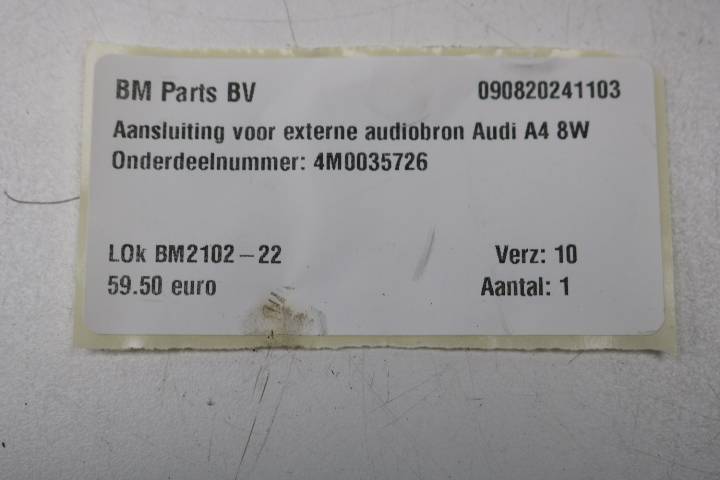 BM Parts BV 090820241103
Aansluiting voor externe audiobron Audi A4 8W
Onderdeelnummer: 4M0035726
LOk BM2102-22 Verz: 10
59.50 euro Aantal: 1